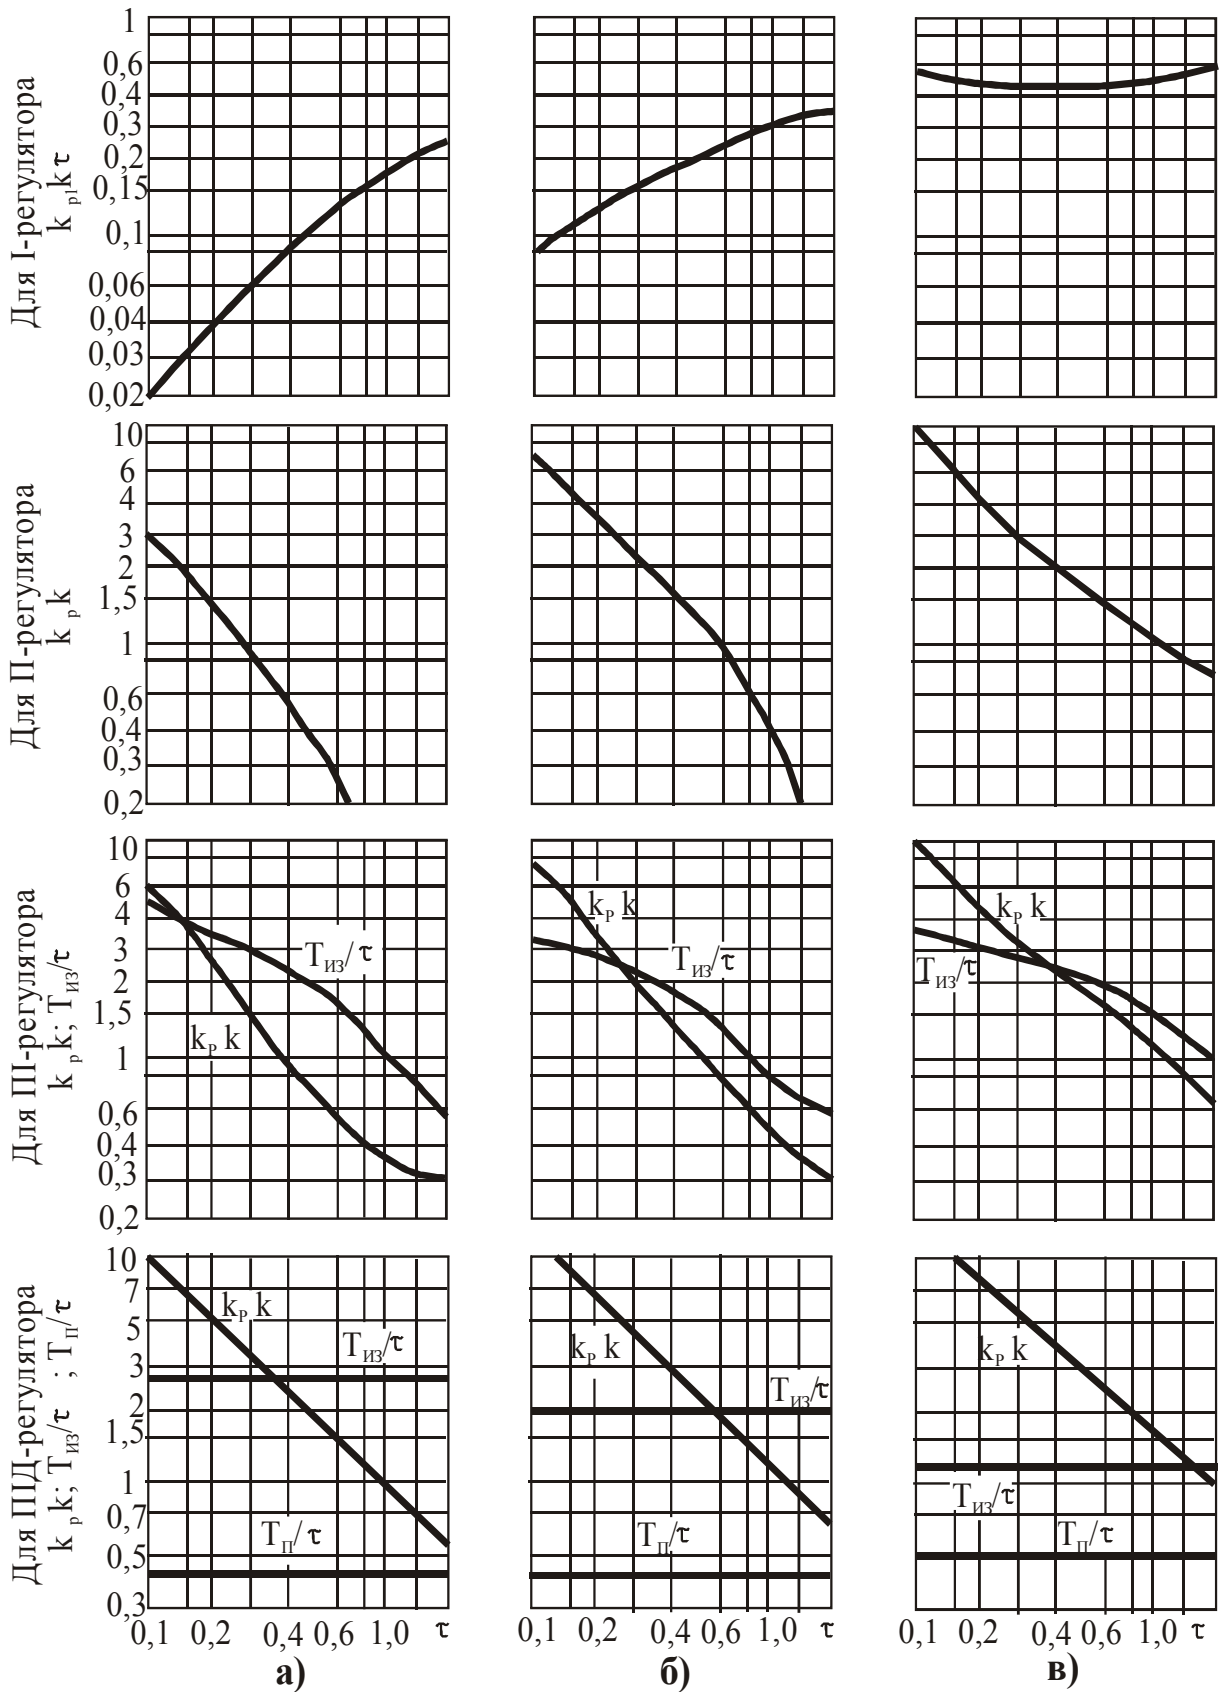 Для І-регулятора
k р1 k τ
1
0,6
0,4
0,3
0,2
0,15
0,1
0,06
0,04
0,03
0,02
Для П-регулятора
k р k
10
6
4
3
2
1,5
1
0,6
0,4
0,3
0,2
Для ПІ-регулятора
k р k; Tиз/τ
10
6
4
3
2
1,5
1
0,6
0,4
0,3
0,2
Tиз/τ
kр k
kр k
Tиз/τ
kр k
Tиз/τ
Для ПІД-регулятора
k р k; Tиз/τ ; Tп/τ
10
7
5
3
2
1,5
1
0,7
0,5
0,3
kр k
Tиз/τ
Tп/τ
kр k
Tиз/τ
Tп/τ
kр k
Tиз/τ
Tп/τ
0,1 0,2 0,4 0,6 1,0 τ
0,1 0,2 0,4 0,6 1,0 τ
0,1 0,2 0,4 0,6 1,0 τ
а)
б)
в)